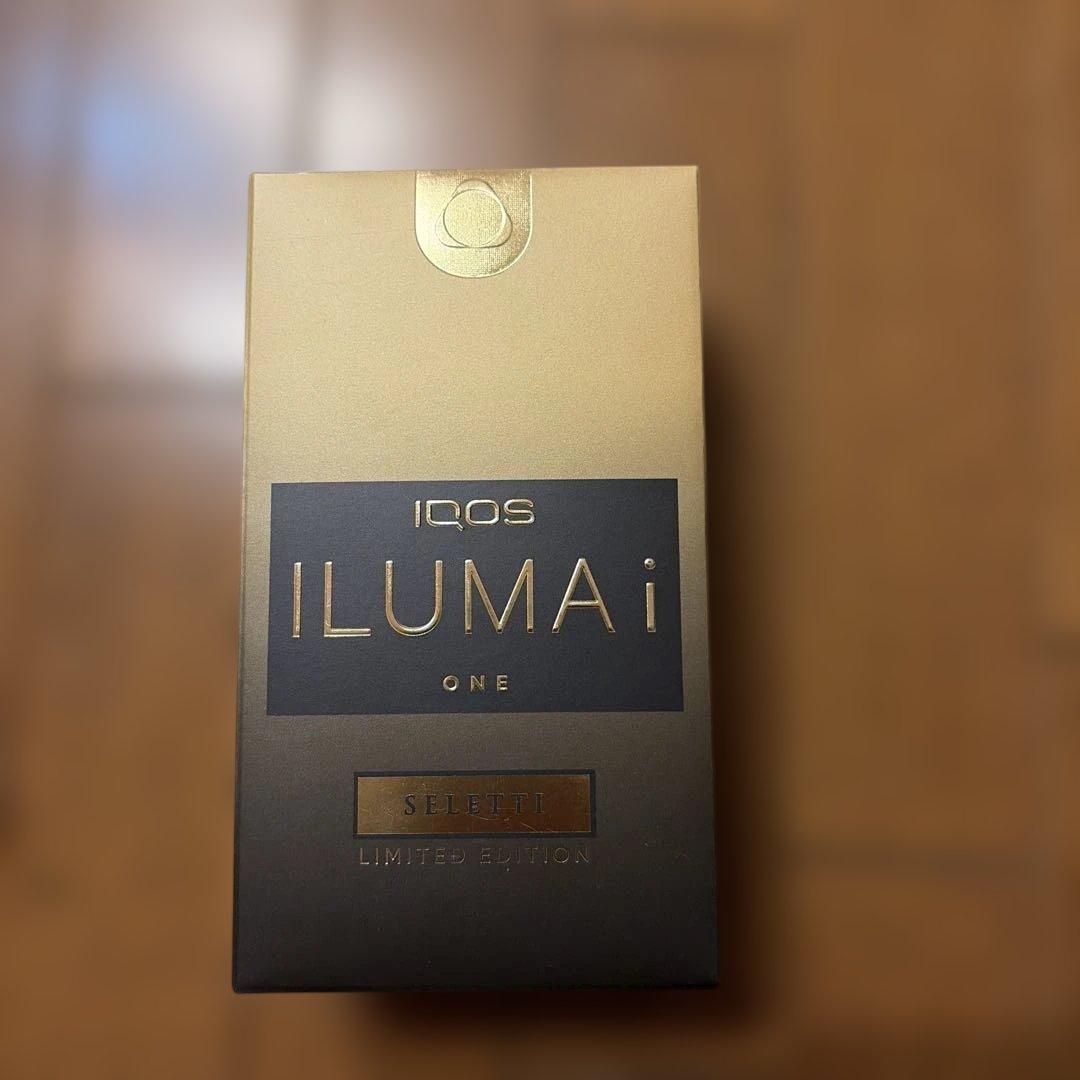 IQOS
ILUMA i
ONE
SELETTI
LIMITED EDITION